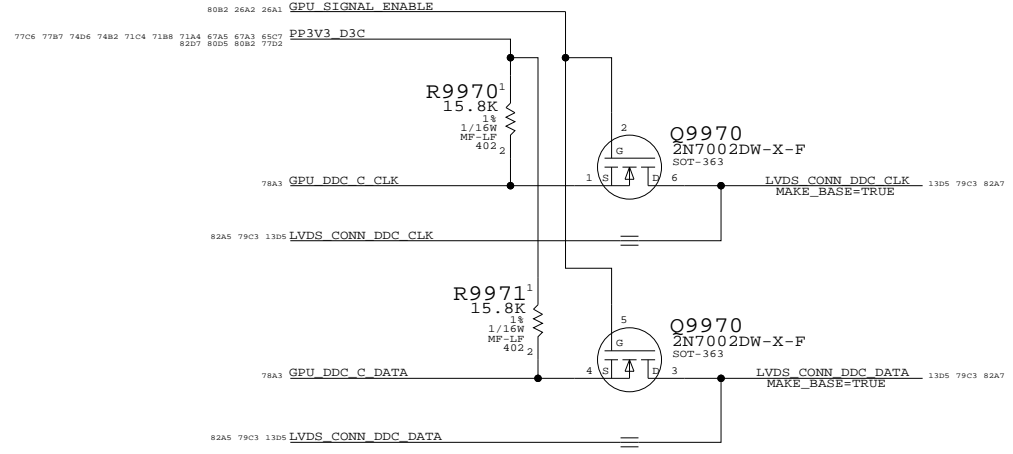 80B2 26A2 26A1 GPU_SIGNAL_ENABLE
77C6 77B7 74D6 74B2 71C4 71B8 71A4 67A5 67A3 65C7 PP3V3_D3C
82D7 80D5 80B2 77D2
R9970 1
15.8K
1%
1/16W
MF-LF
402 2
2
Q9970
2N7002DW-X-F
SOT-363
G
78A3 GPU_DDC_C_CLK
1 S D 6
LVDS_CONN_DDC_CLK 13D5 79C3 82A7
MAKE_BASE=TRUE
82A5 79C3 13D5 LVDS_CONN_DDC_CLK
R9971 1
15.8K
1%
1/16W
MF-LF
402 2
5
Q9970
2N7002DW-X-F
SOT-363
G
78A3 GPU_DDC_C_DATA
4 S D 3
LVDS_CONN_DDC_DATA 13D5 79C3 82A7
MAKE_BASE=TRUE
82A5 79C3 13D5 LVDS_CONN_DDC_DATA